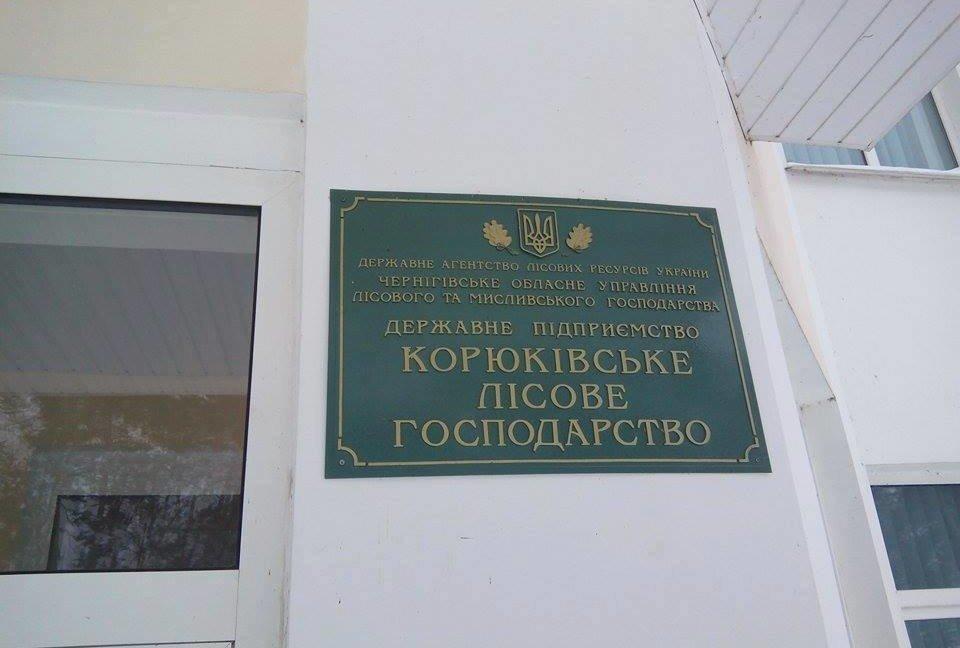 ДЕРЖАВНЕ АГЕНТСТВО ЛІСОВИХ РЕСУРСІВ УКРАЇНИ
ЧЕРНІГІВСЬКЕ ОБЛАСНЕ УПРАВЛІННЯ
ЛІСОВОГО ТА МИСЛИВСЬКОГО ГОСПОДАРСТВА
ДЕРЖАВНЕ ПІДПРИЄМСТВО
КОРЮКІВСЬКЕ
ЛІСОВЕ
ГОСПОДАРСТВО